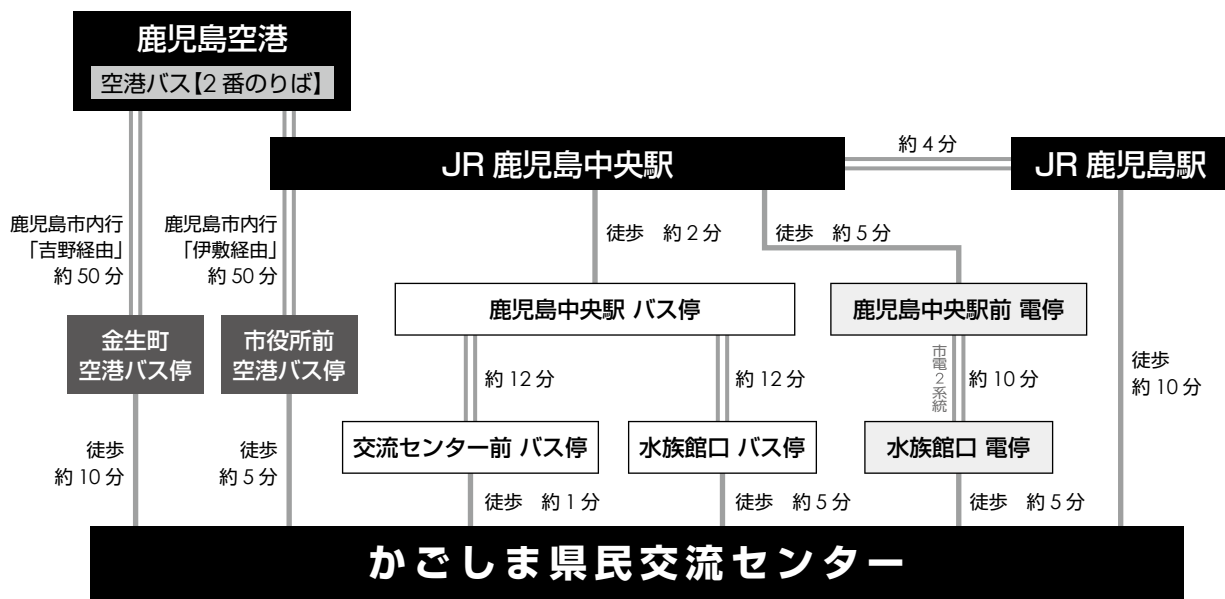 鹿児島空港
空港バス【2番のりば】
JR 鹿児島中央駅
約4分
JR 鹿児島駅
鹿児島市内行
「吉野経由」
約50分
鹿児島市内行
「伊敷経由」
約50分
徒歩 約2分
徒歩 約5分
鹿児島中央駅 バス停
鹿児島中央駅前 電停
金生町
空港バス停
市役所前
空港バス停
約12分
約12分
市電2系統
約10分
徒歩
約10分
交流センター前 バス停
水族館口 バス停
水族館口 電停
徒歩
約10分
徒歩
約5分
徒歩 約1分
徒歩 約5分
徒歩 約5分
かごしま県民交流センター